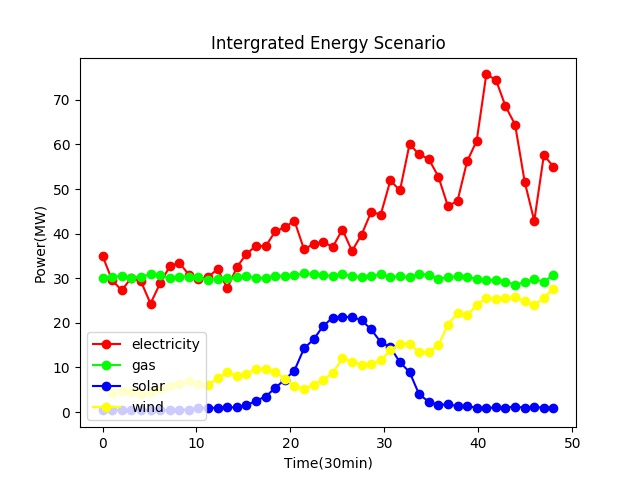 Intergrated Energy Scenario
Power(MW)
70
60
50
40
30
20
10
0
electricity
gas
solar
wind
0 10 20 30 40 50
Time(30min)